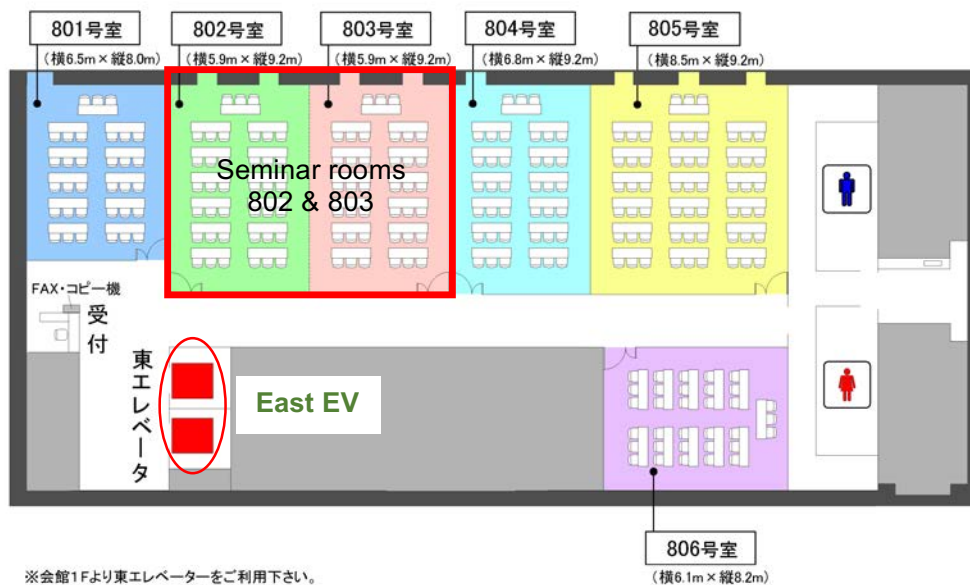 801号室
(横6.5m×縦8.0m)
802号室
(横5.9m×縦9.2m)
803号室
(横5.9m×縦9.2m)
804号室
(横6.8m×縦9.2m)
805号室
(横8.5m×縦9.2m)
Seminar rooms
802 & 803
FAX・コピー機
受付
東エレベータ
East EV
806号室
(横6.1m×縦8.2m)
※会館1Fより東エレベーターをご利用下さい。